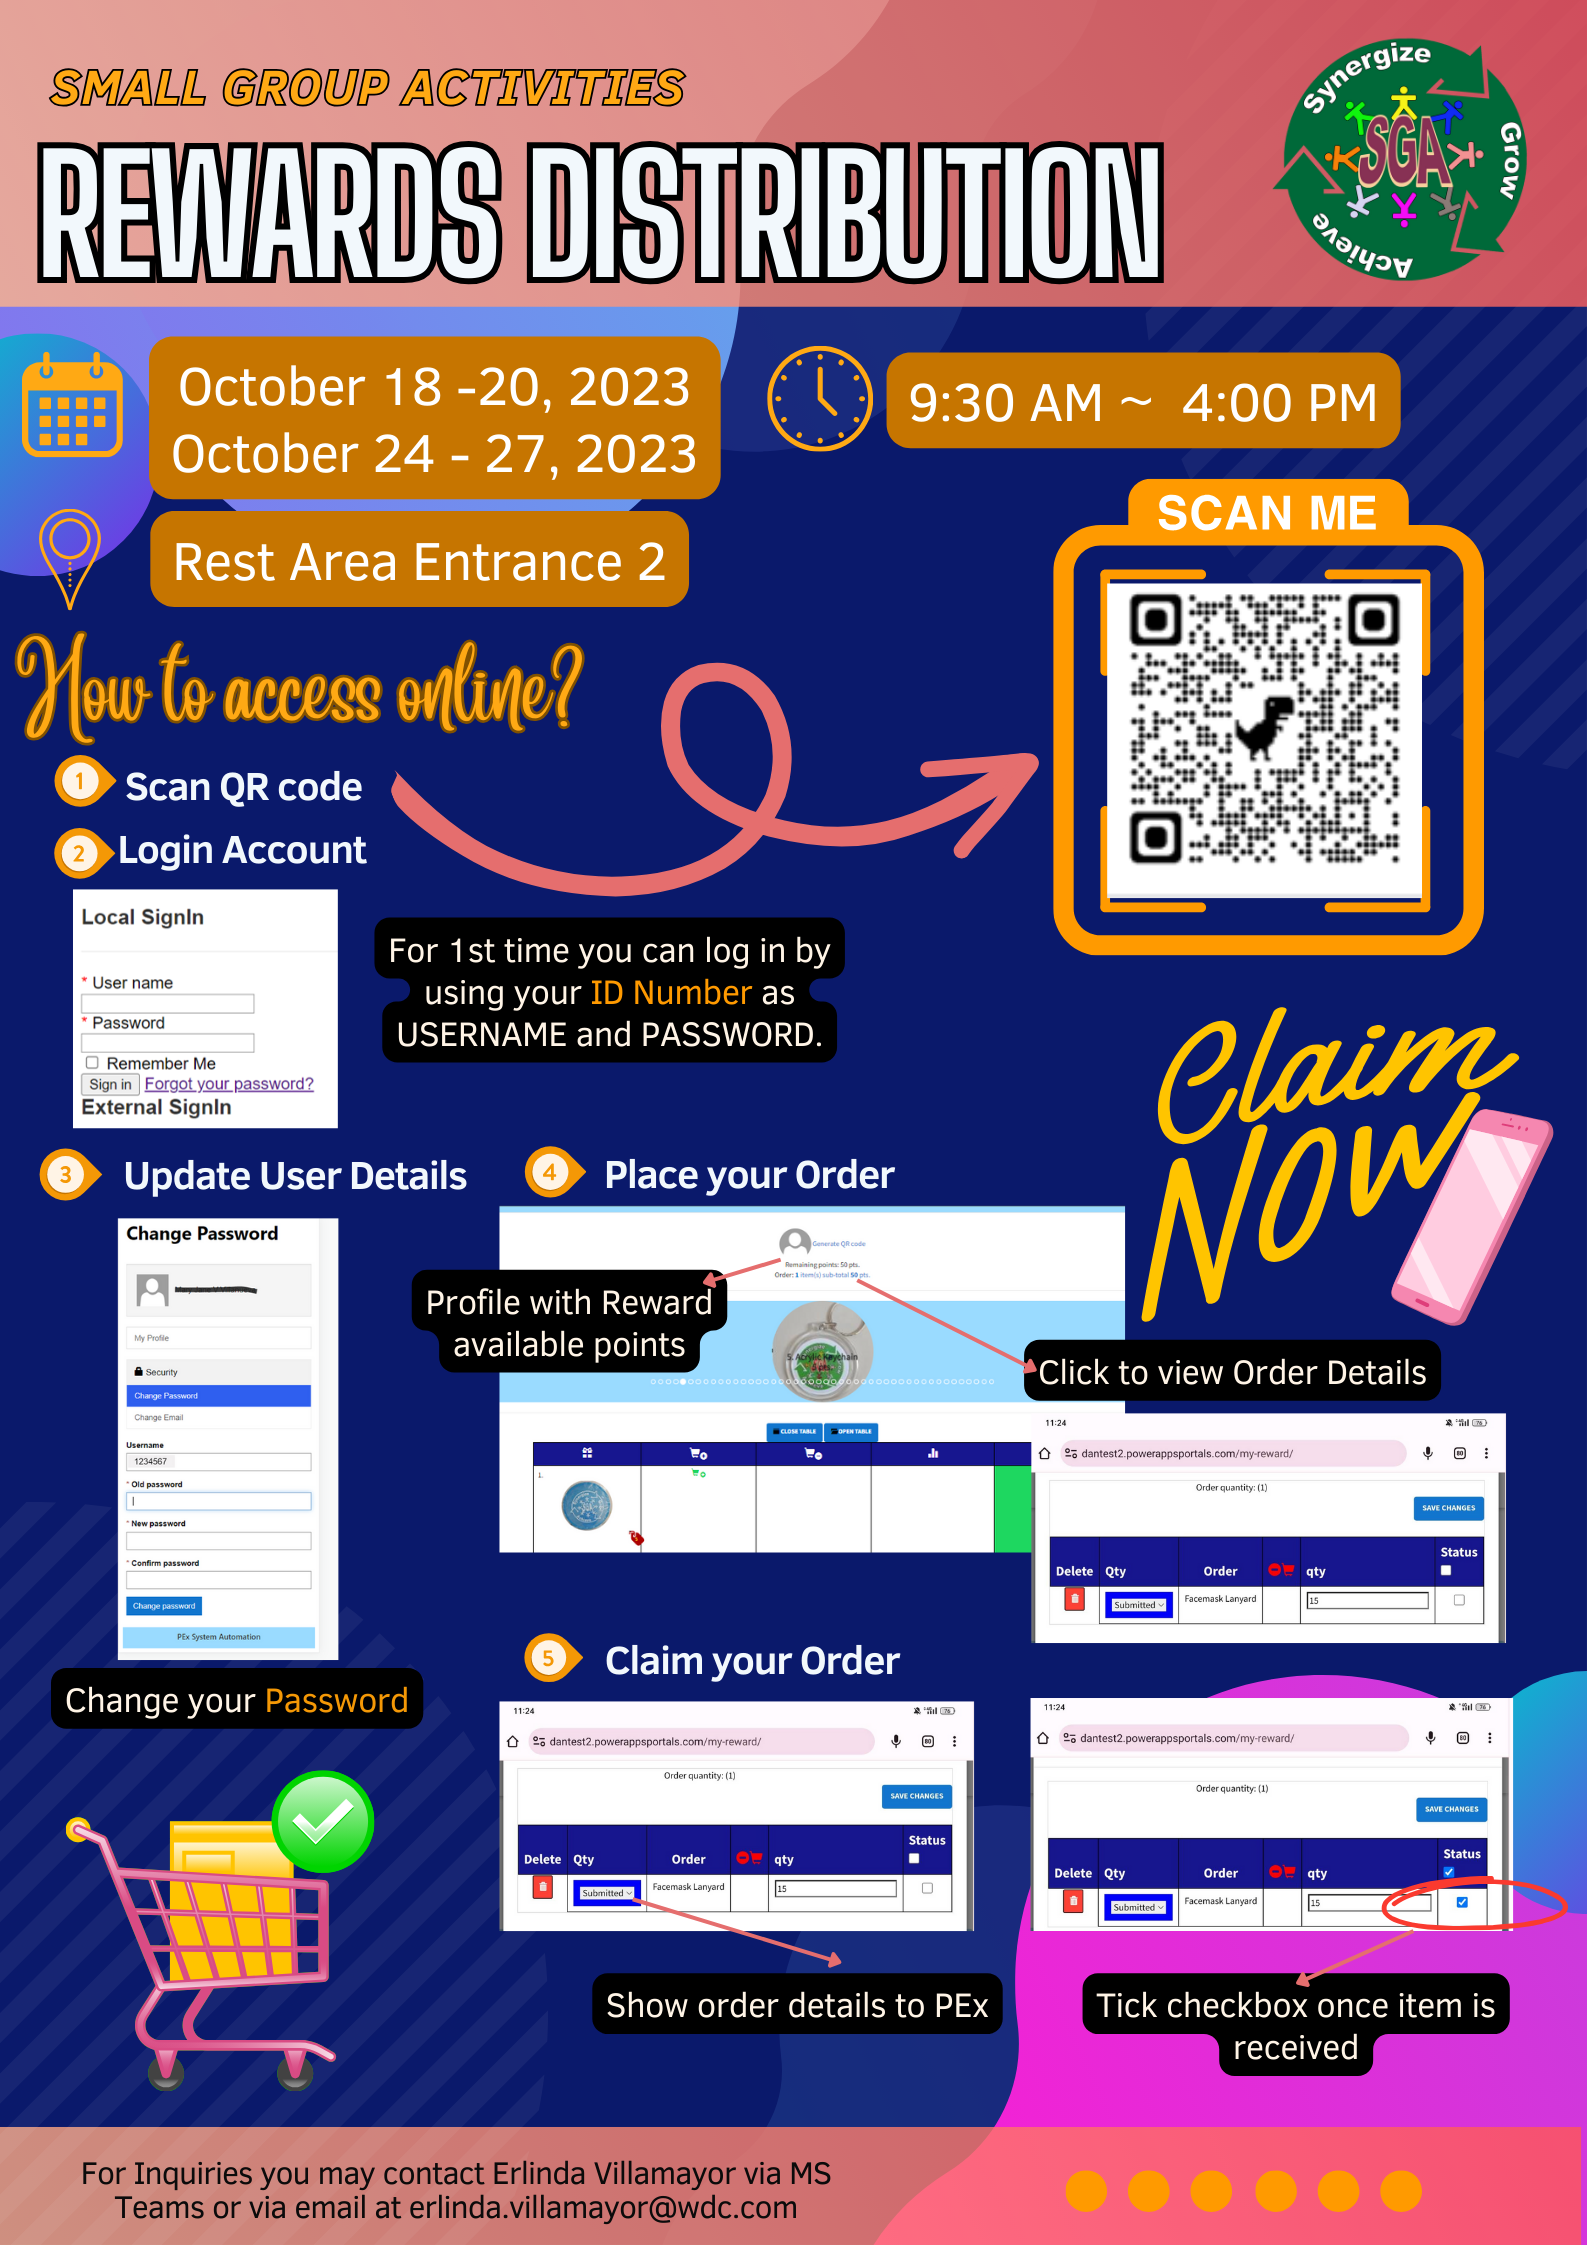 SMALL GROUP ACTIVITIES
REWARDS DISTRIBUTION
Synergize
Grow
Achieve
SGA
October 18 -20, 2023
October 24 - 27, 2023
9:30 AM ~ 4:00 PM
Rest Area Entrance 2
SCAN ME
How to access online?
1 Scan QR code
2 Login Account
Local SignIn
* User name
* Password
Remember Me
Sign in Forgot your password?
External SignIn
For 1st time you can log in by
using your ID Number as
USERNAME and PASSWORD.
Claim
NOW
3 Update User Details
Change Password
My Profile
Security
Change Password
Change Email
Username
1234567
* Old password
* New password
* Confirm password
Change password
PEx System Automation
Change your Password
4 Place your Order
Generate QR code
Remaining points: 50 pts.
Order: 1 item(s) sub-total 50 pts.
Profile with Reward
available points
5. Acrylic Keychain
Click to view Order Details
CLOSE TABLE OPEN TABLE
1.
11:24
76
dantest2.powerappsportals.com/my-reward/
80
Order quantity: (1)
SAVE CHANGES
Delete Qty Order qty Status
Submitted Facemask Lanyard 15
5 Claim your Order
11:24
76
dantest2.powerappsportals.com/my-reward/
80
Order quantity: (1)
SAVE CHANGES
Delete Qty Order qty Status
Submitted Facemask Lanyard 15
Show order details to PEx
11:24
76
dantest2.powerappsportals.com/my-reward/
80
Order quantity: (1)
SAVE CHANGES
Delete Qty Order qty Status
Submitted Facemask Lanyard 15
Tick checkbox once item is
received
For Inquiries you may contact Erlinda Villamayor via MS
Teams or via email at erlinda.villamayor@wdc.com